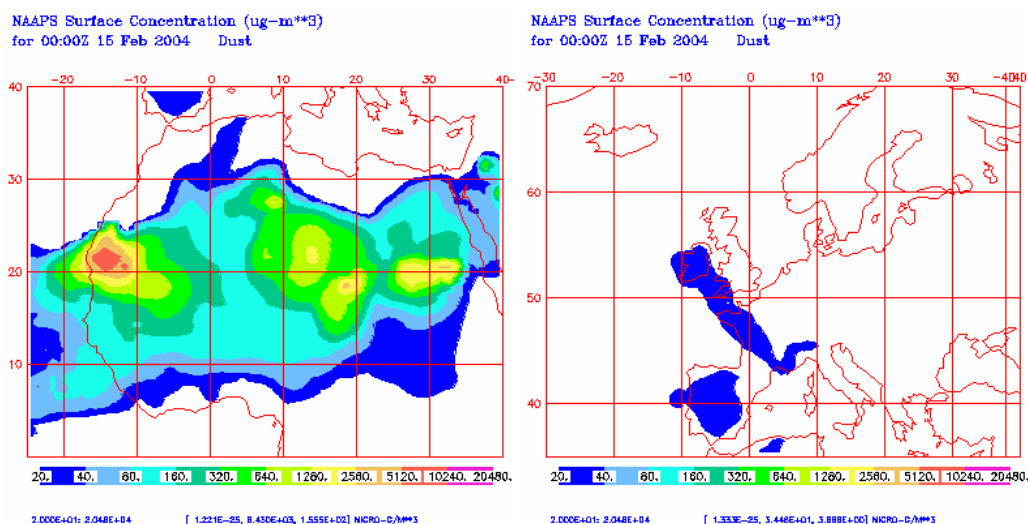 NAAPS Surface Concentration (ug-m**3)
for 00:00Z 15 Feb 2004 Dust
-20 -10 0 10 20 30 40-
40
30
20
10
20. 40. 60. 160. 320. 640. 1280. 2560. 5120. 10240. 20480.
2.000E+01: 2.048E+04 [ 1.221E-25, 8.430E+03, 1.555E+02] MICRO-G/M**3
NAAPS Surface Concentration (ug-m**3)
for 00:00Z 15 Feb 2004 Dust
-30 -20 -10 0 10 20 30 -4040
70
60
50
40
20. 40. 60. 160. 320. 640. 1260. 2560. 5120. 10240. 20480.
2.000E+01: 2.048E+04 [ 1.333E-25, 3.446E+01, 3.888E+00] MICRO-G/M**3